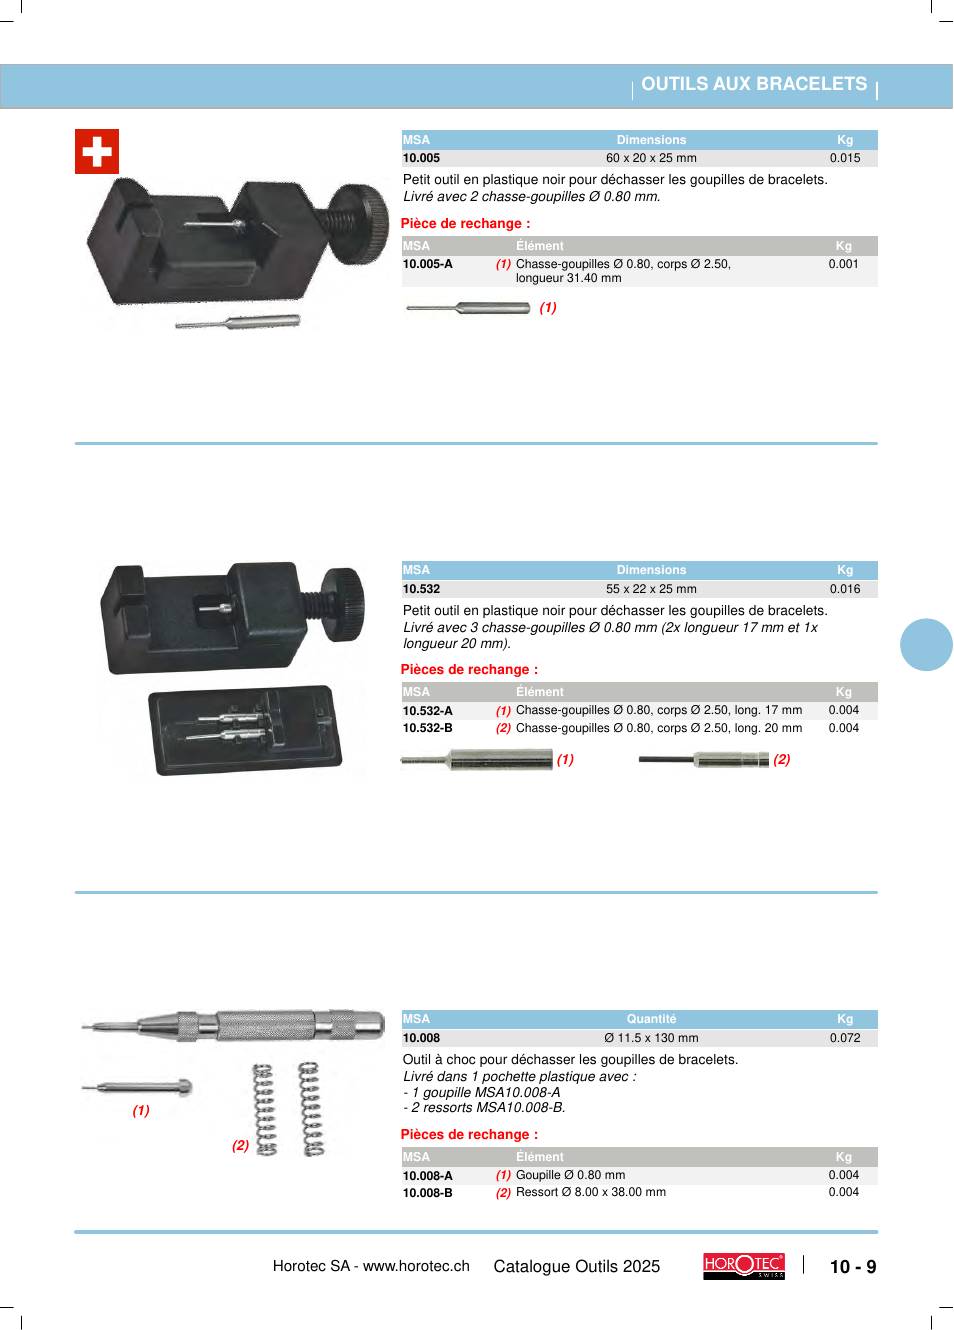 OUTILS AUX BRACELETS
MSA Dimensions Kg
10.005 60 x 20 x 25 mm 0.015
Petit outil en plastique noir pour déchasser les goupilles de bracelets.
Livré avec 2 chasse-goupilles Ø 0.80 mm.
Pièce de rechange :
MSA Élément Kg
10.005-A (1) Chasse-goupilles Ø 0.80, corps Ø 2.50, 0.001
longueur 31.40 mm
(1)
MSA Dimensions Kg
10.532 55 x 22 x 25 mm 0.016
Petit outil en plastique noir pour déchasser les goupilles de bracelets.
Livré avec 3 chasse-goupilles Ø 0.80 mm (2x longueur 17 mm et 1x
longueur 20 mm).
Pièces de rechange :
MSA Élément Kg
10.532-A (1) Chasse-goupilles Ø 0.80, corps Ø 2.50, long. 17 mm 0.004
10.532-B (2) Chasse-goupilles Ø 0.80, corps Ø 2.50, long. 20 mm 0.004
(1) (2)
MSA Quantité Kg
10.008 Ø 11.5 x 130 mm 0.072
Outil à choc pour déchasser les goupilles de bracelets.
Livré dans 1 pochette plastique avec :
- 1 goupille MSA10.008-A
- 2 ressorts MSA10.008-B.
(1)
(2)
Pièces de rechange :
MSA Élément Kg
10.008-A (1) Goupille Ø 0.80 mm 0.004
10.008-B (2) Ressort Ø 8.00 x 38.00 mm 0.004
Horotec SA - www.horotec.ch Catalogue Outils 2025 HOROTEC SWISS 10 - 9